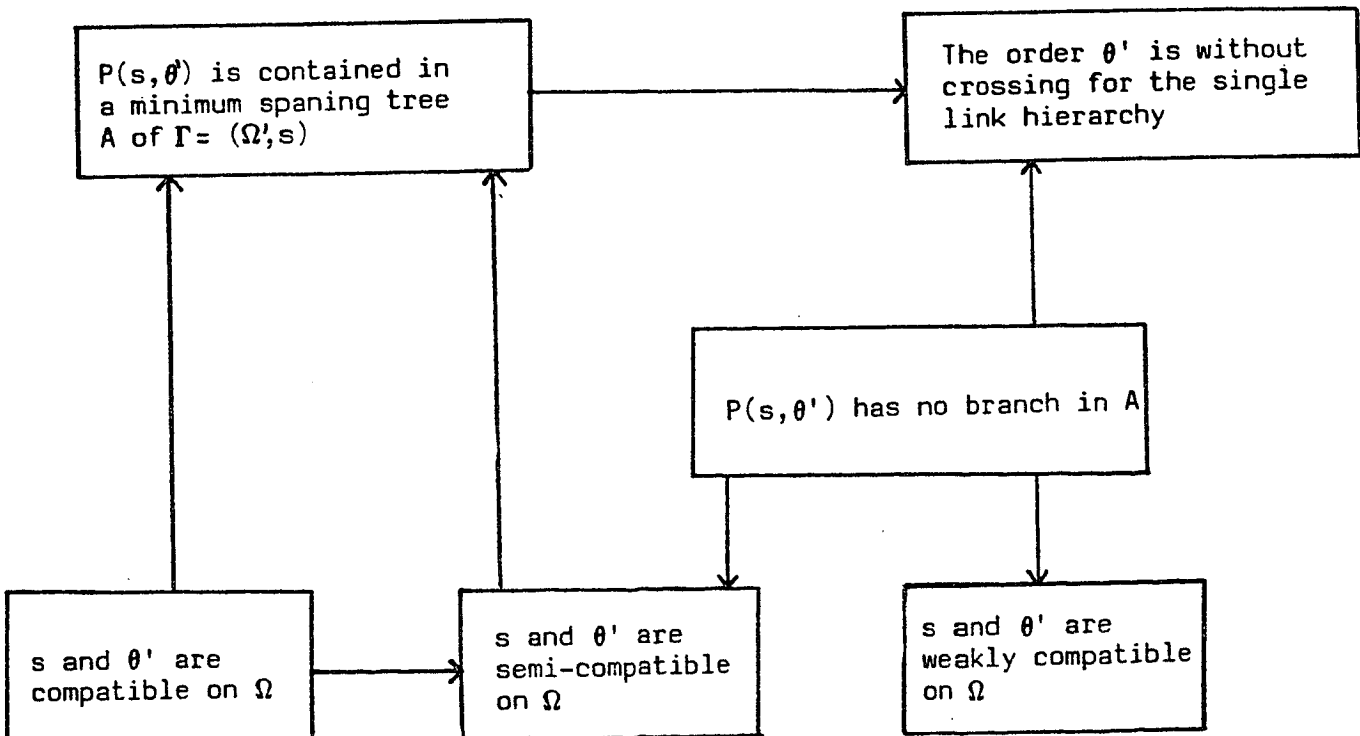 P(s,θ') is contained in
a minimum spaning tree
A of Γ= (Ω',s)
The order θ' is without
crossing for the single
link hierarchy
P(s,θ') has no branch in A
s and θ' are
compatible on Ω
s and θ' are
semi-compatible
on Ω
s and θ' are
weakly compatible
on Ω